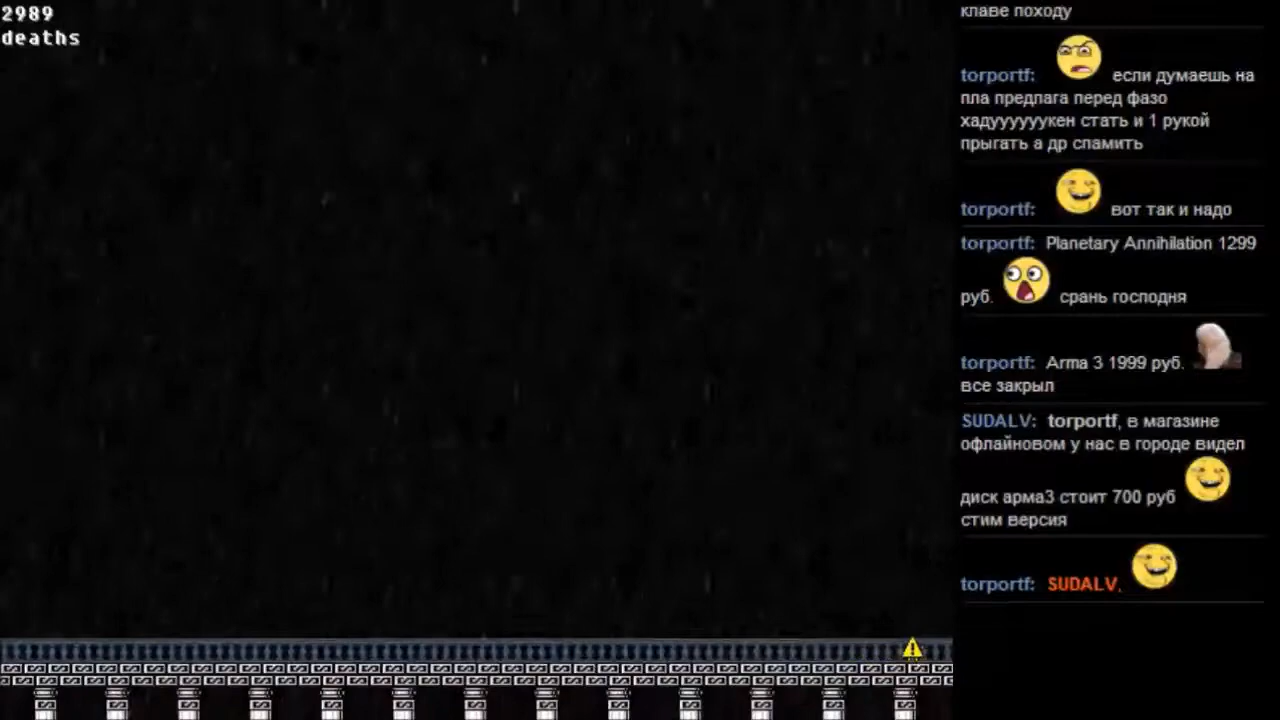 2989
deaths
клаве походу
torportf: если думаешь на
пла предлага перед фазо
хадууууууукен стать и 1 рукой
прыгать а др спамить
torportf: вот так и надо
torportf: Planetary Annihilation 1299
руб. срань господня
torportf: Arma 3 1999 руб.
все закрыл
SUDALV: torportf, в магазине
офлайновом у нас в городе видел
диск арма3 стоит 700 руб
стим версия
torportf: SUDALV,